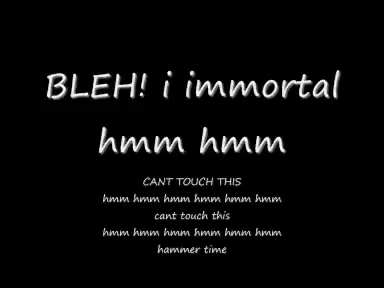 BLEH! i immortal
hmm hmm
CANT TOUCH THIS
hmm hmm hmm hmm hmm hmm
cant touch this
hmm hmm hmm hmm hmm hmm
hammer time